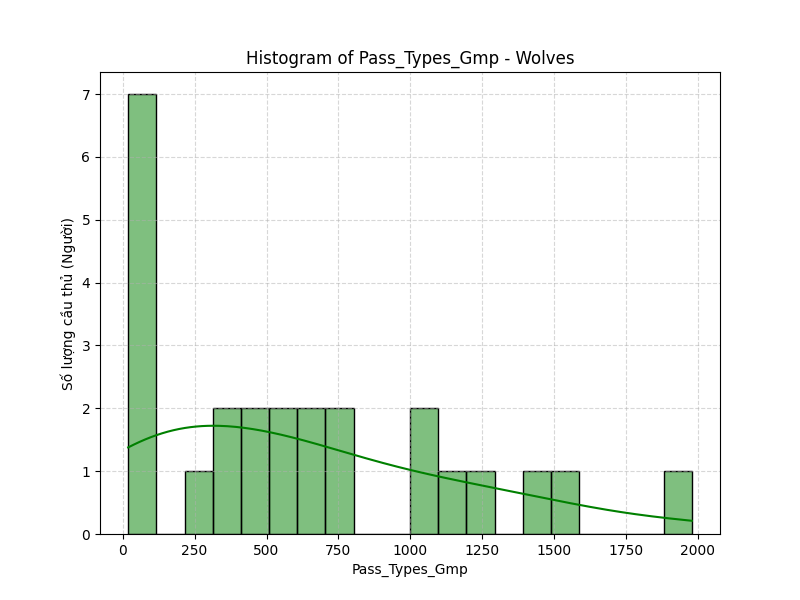 Histogram of Pass_Types_Gmp - Wolves
Số lượng cầu thủ (Người)
7
6
5
4
3
2
1
0
0 250 500 750 1000 1250 1500 1750 2000
Pass_Types_Gmp